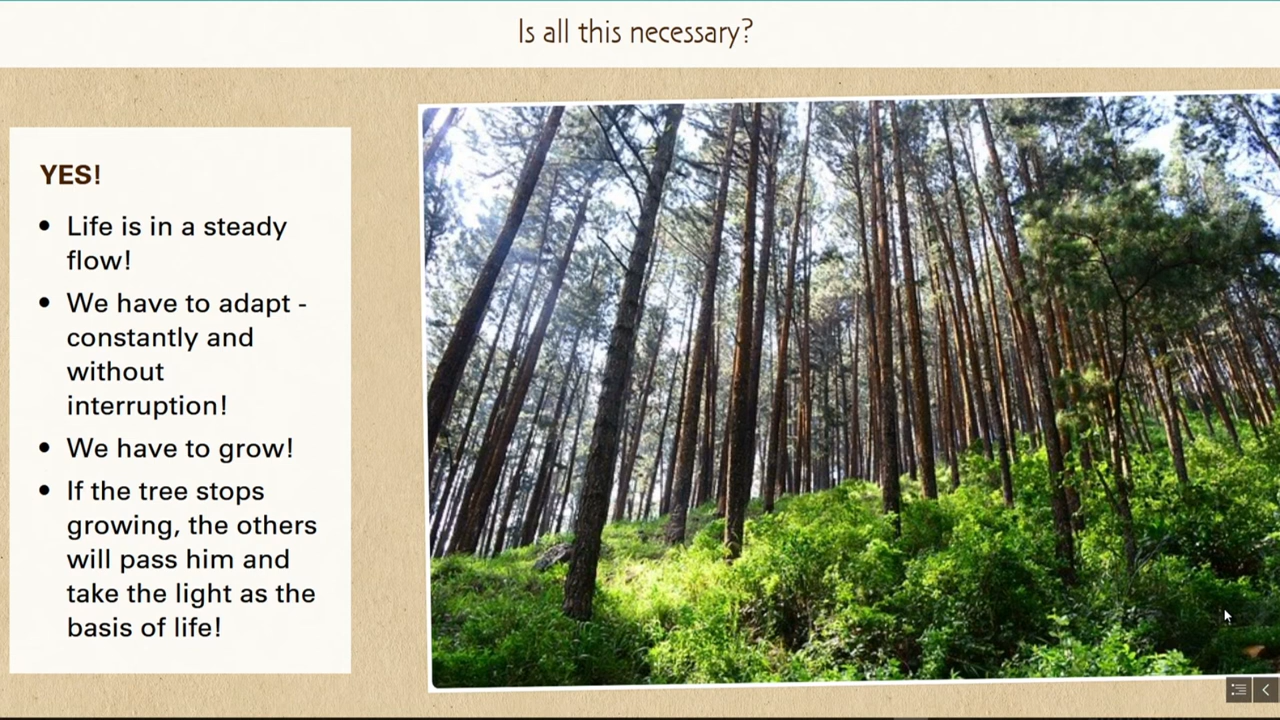 Is all this necessary?
YES!
• Life is in a steady
flow!
• We have to adapt -
constantly and
without
interruption!
• We have to grow!
• If the tree stops
growing, the others
will pass him and
take the light as the
basis of life!